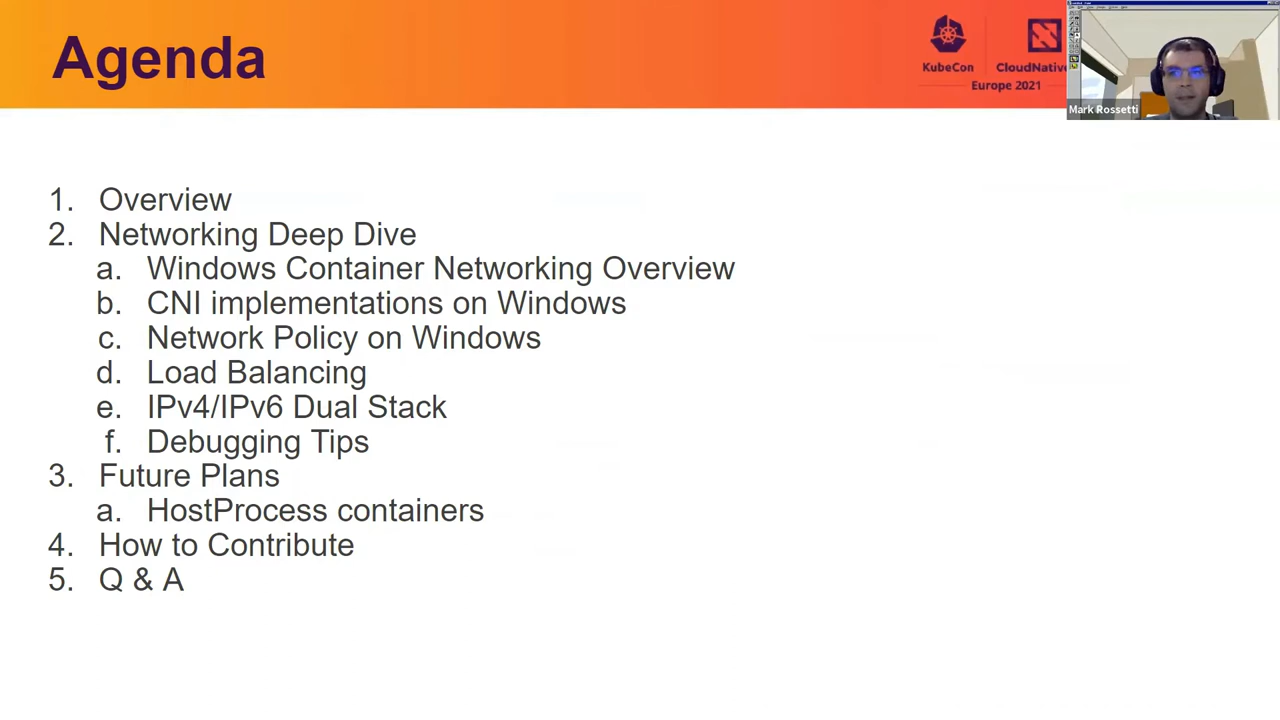 Agenda
KubeCon
CloudNative
Europe 2021
Mark Rossetti
1. Overview
2. Networking Deep Dive
a. Windows Container Networking Overview
b. CNI implementations on Windows
c. Network Policy on Windows
d. Load Balancing
e. IPv4/IPv6 Dual Stack
f. Debugging Tips
3. Future Plans
a. HostProcess containers
4. How to Contribute
5. Q & A